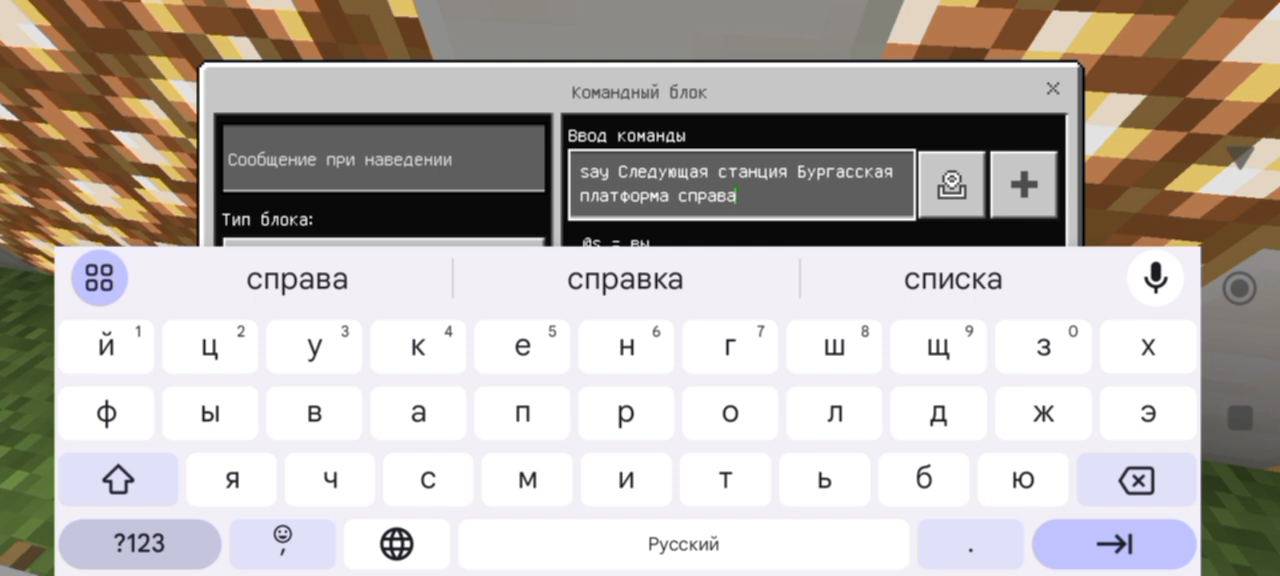 Командный блок
Сообщение при наведении
Тип блока:
Ввод команды
say Следующая станция Бургасская
платформа справа
@s = вы
справа справка списка
й 1 ц 2 у 3 к 4 е 5 н 6 г 7 ш 8 щ 9 з 0 х
ф ы в а п р о л д ж э
я ч с м и т ь б ю
?123 , Русский .